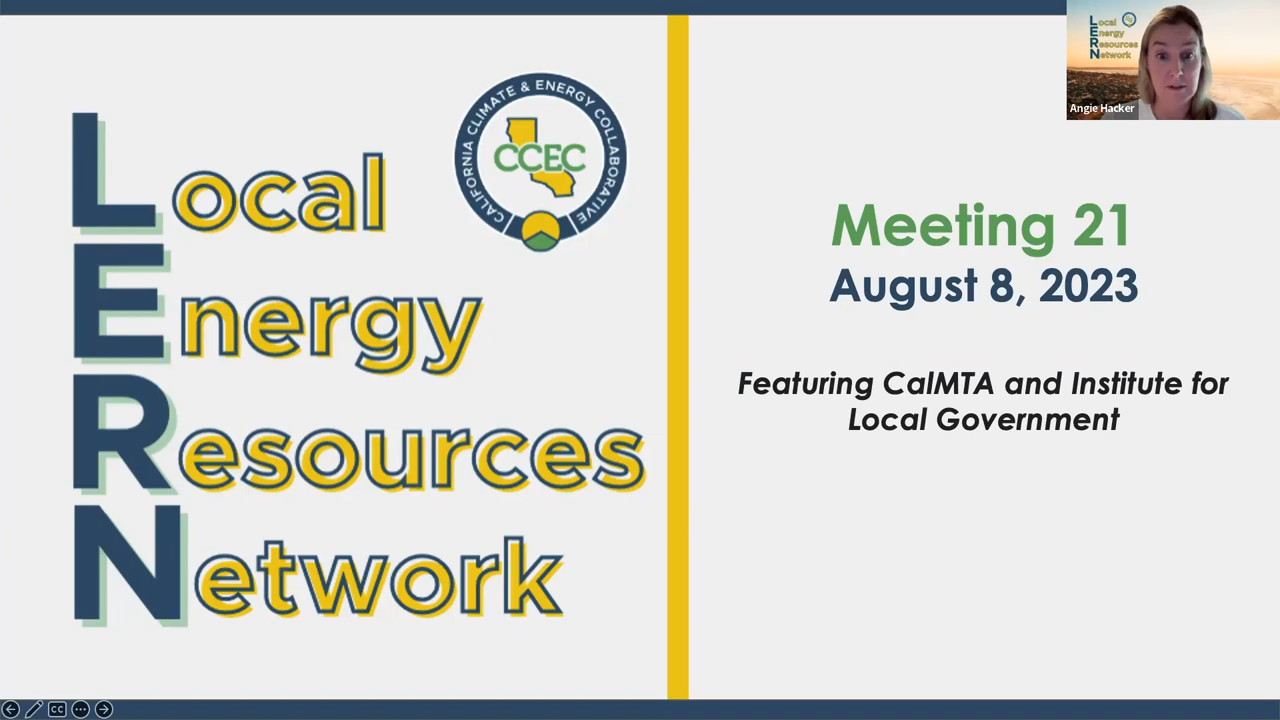 Local
Energy
Resources
Network
CALIFORNIA CLIMATE & ENERGY COLLABORATIVE
CCEC
Meeting 21
August 8, 2023
Featuring CalMTA and Institute for
Local Government
Local
Energy
Resources
Network
Angie Hacker
CC